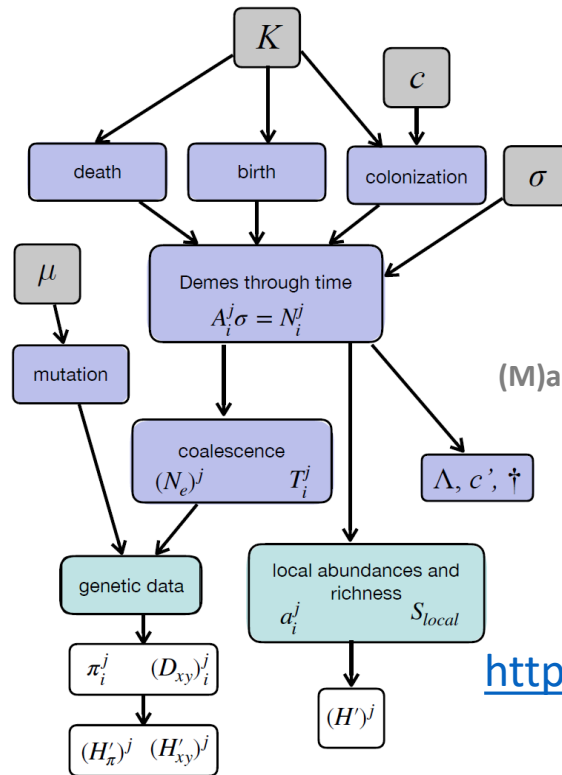 K
c
death
birth
colonization
σ
μ
Demes through time
A_i^j σ = N_i^j
mutation
(M)a
coalescence
(N_e)^j T_i^j
Λ, c’, †
genetic data
local abundances and
richness
a_i^j S_local
π_i^j (D_xy)_i^j
http
(H'_π)^j (H'_xy)^j
(H')^j